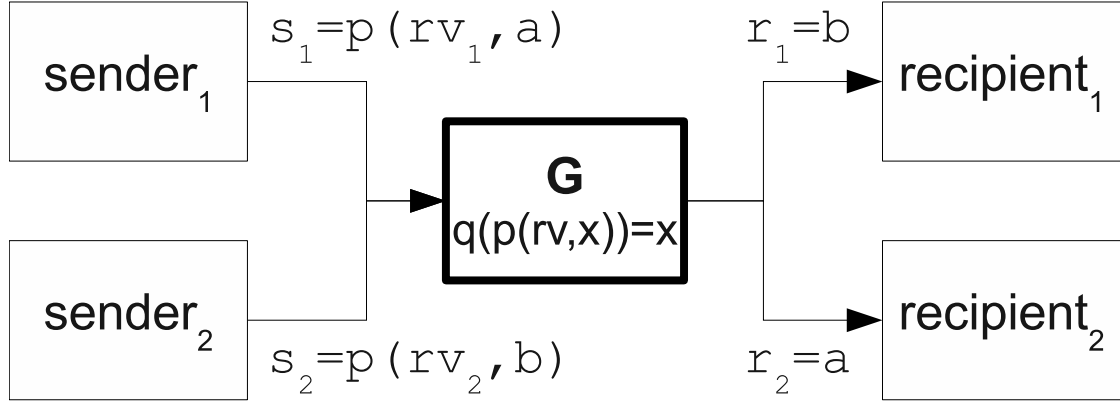 s₁=p(rv₁,a)
r₁=b
sender₁
recipient₁
G
q(p(rv,x))=x
sender₂
recipient₂
s₂=p(rv₂,b)
r₂=a